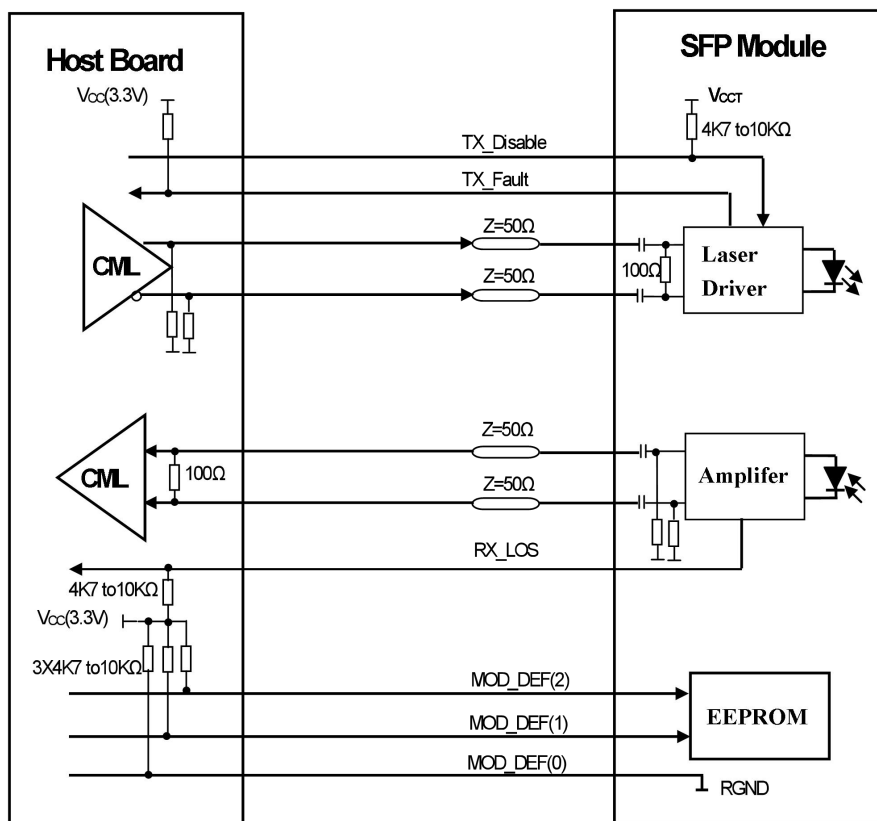 Host Board
SFP Module
VCC(3.3V)
VCCT
4K7 to10KΩ
TX_Disable
TX_Fault
CML
Z=50Ω
Z=50Ω
100Ω
Laser
Driver
CML
100Ω
Z=50Ω
Z=50Ω
Amplifer
RX_LOS
4K7 to10KΩ
VCC(3.3V)
3X4K7 to10KΩ
MOD_DEF(2)
MOD_DEF(1)
MOD_DEF(0)
EEPROM
RGND